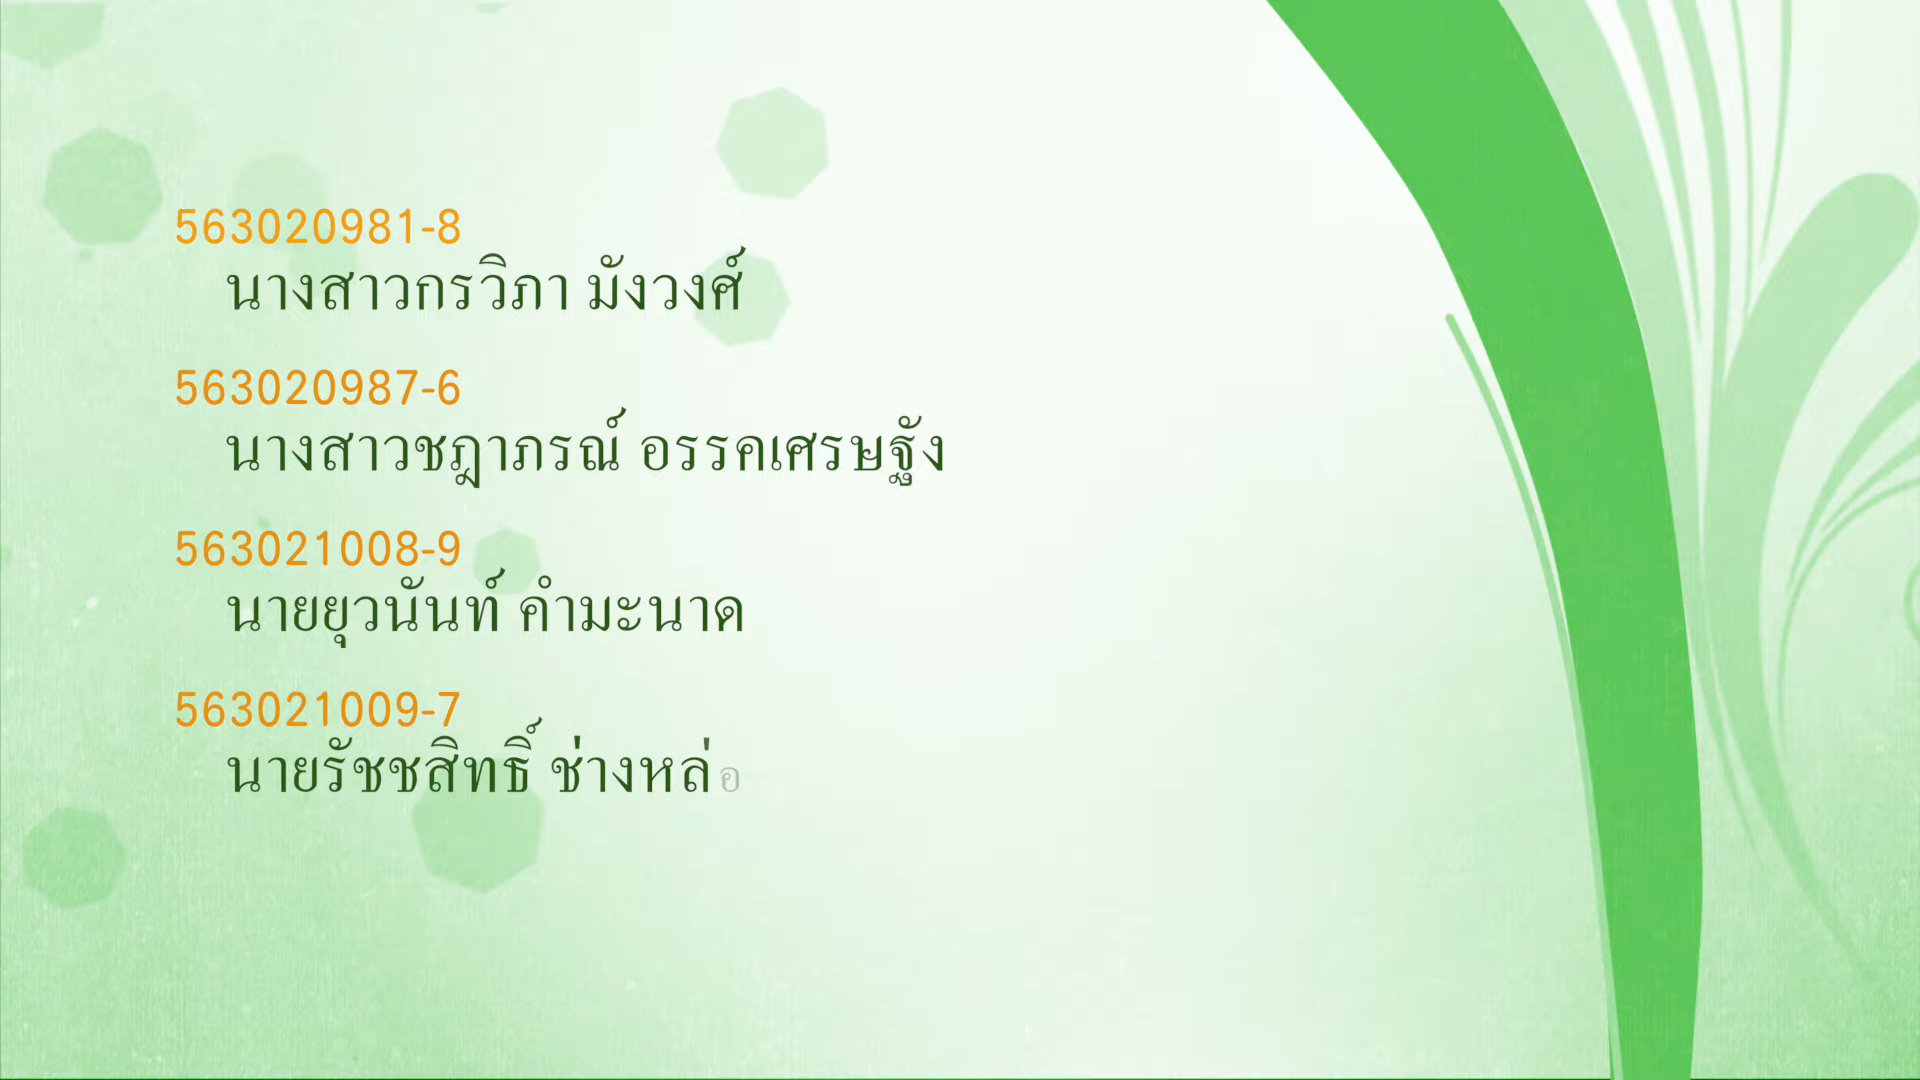 563020981-8
นางสาวกรวิภา มังวงศ์
563020987-6
นางสาวชฎาภรณ์ อรรคเศรษฐัง
563021008-9
นายยุวนันท์ คำมะนาด
563021009-7
นายรัชชสิทธิ์ ช่างหล่อ